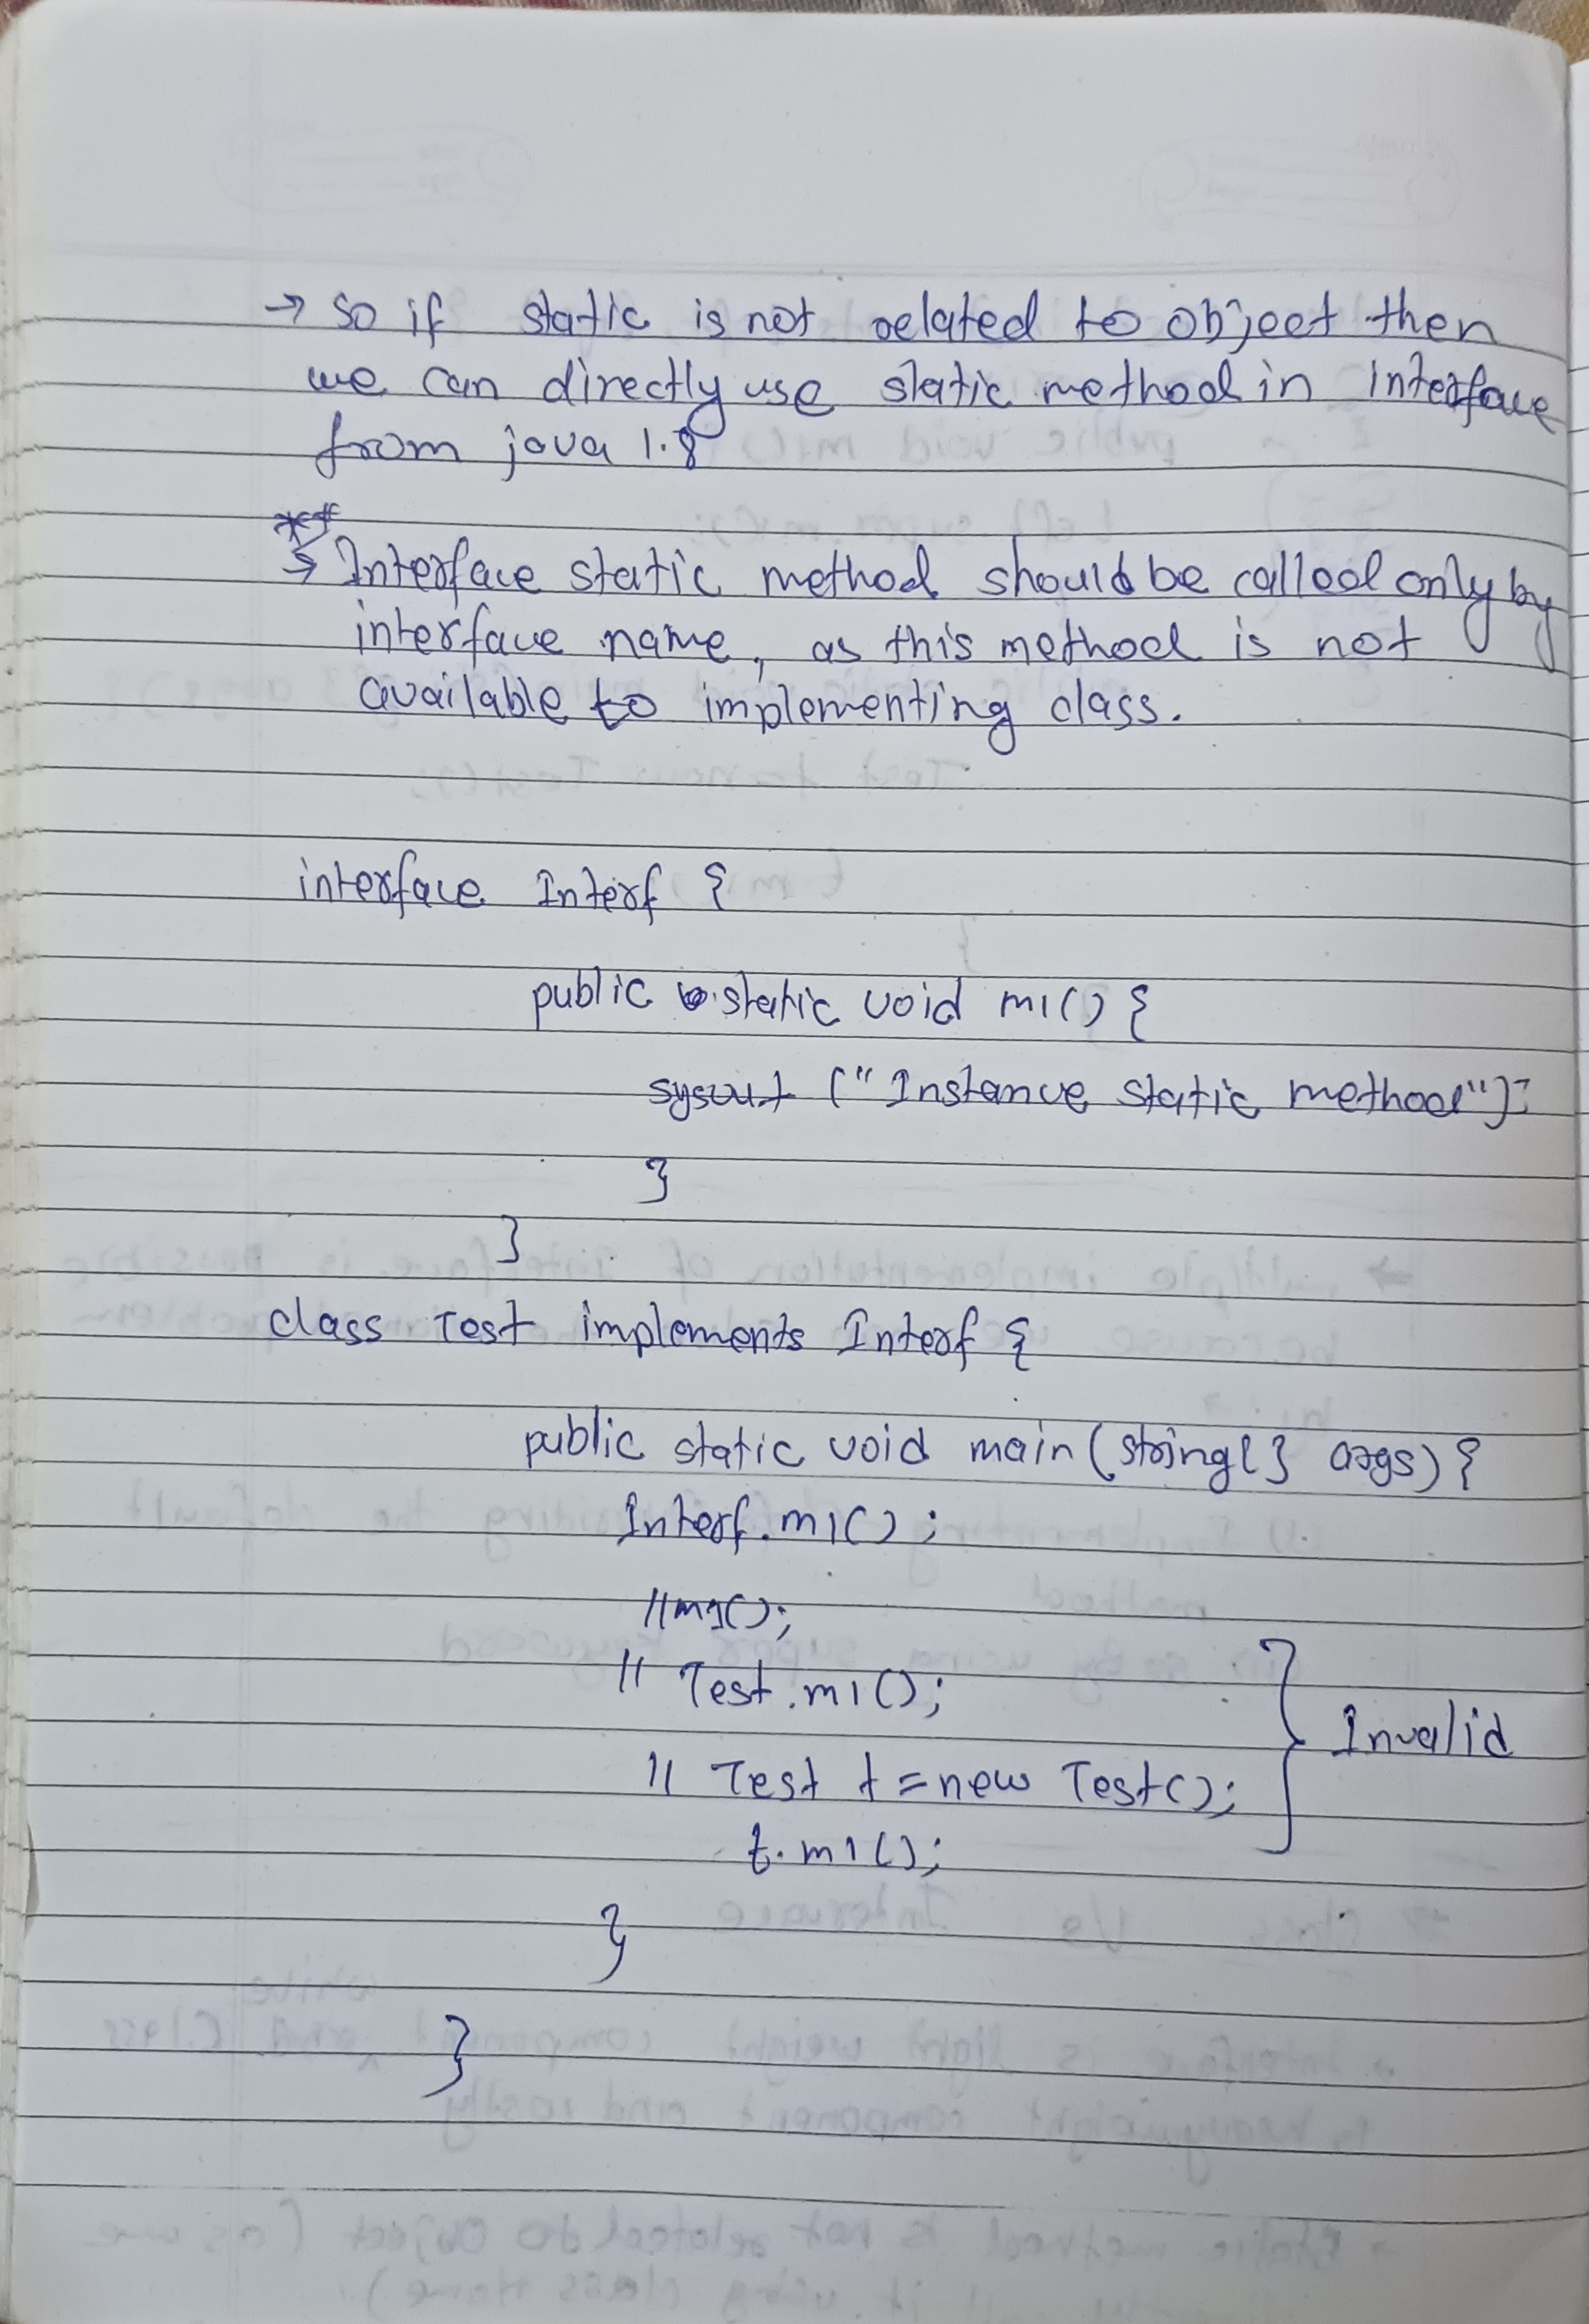 → so if static is not related to object then
we can directly use static method in interface
from java 1.8
**
→ Interface static method should be called only by
interface name, as this method is not
available to implementing class.
interface Interf {
public static void m1() {
sysout ("Instance static method");
}
}
class Test implements Interf {
public static void main(string[} args) {
Interf.m1();
//m1();
// Test.m1();
Invalid
// Test t = new Test();
t.m1();
}
}